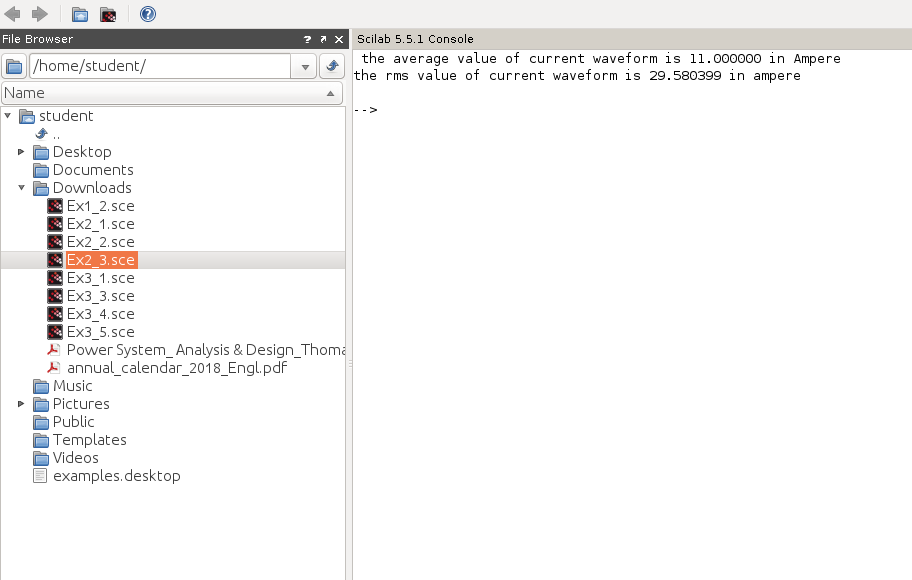 File Browser
Scilab 5.5.1 Console
/home/student/
Name
student
..
Desktop
Documents
Downloads
Ex1_2.sce
Ex2_1.sce
Ex2_2.sce
Ex2_3.sce
Ex3_1.sce
Ex3_3.sce
Ex3_4.sce
Ex3_5.sce
Power System_ Analysis & Design_Thoma
annual_calendar_2018_Engl.pdf
Music
Pictures
Public
Templates
Videos
examples.desktop
the average value of current waveform is 11.000000 in Ampere
the rms value of current waveform is 29.580399 in ampere
-->